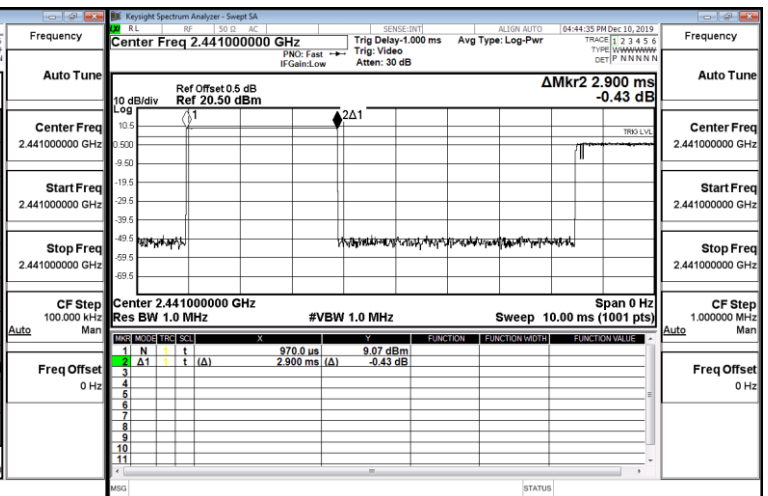 Keysight Spectrum Analyzer - Swept SA
RL RF 50 Ω AC SENSE:INT ALIGN AUTO 04:44:35 PM Dec 10, 2019
Center Freq 2.441000000 GHz
PNO: Fast
IFGain:Low
Trig Delay-1.000 ms
Trig: Video
Atten: 30 dB
Avg Type: Log-Pwr
TRACE 1 2 3 4 5 6
TYPE WWWWWW
DET P N N N N N
Ref Offset 0.5 dB
10 dB/div Ref 20.50 dBm
ΔMkr2 2.900 ms
-0.43 dB
Log
1
2Δ1
TRIG LVL
10.5
0.500
-9.50
-19.5
-29.5
-39.5
-49.5
-59.5
-69.5
Center 2.441000000 GHz Span 0 Hz
Res BW 1.0 MHz #VBW 1.0 MHz Sweep 10.00 ms (1001 pts)
MKR MODE TRC SCL X Y FUNCTION FUNCTION WIDTH FUNCTION VALUE
1 N 1 t 970.0 µs 9.07 dBm
2 Δ1 1 t (Δ) 2.900 ms (Δ) -0.43 dB
3
4
5
6
7
8
9
10
11
MSG STATUS
Frequency
Auto Tune
Center Freq
2.441000000 GHz
Start Freq
2.441000000 GHz
Stop Freq
2.441000000 GHz
CF Step
100.000 kHz
Auto Man
Freq Offset
0 Hz
Frequency
Auto Tune
Center Freq
2.441000000 GHz
Start Freq
2.441000000 GHz
Stop Freq
2.441000000 GHz
CF Step
1.000000 MHz
Auto Man
Freq Offset
0 Hz